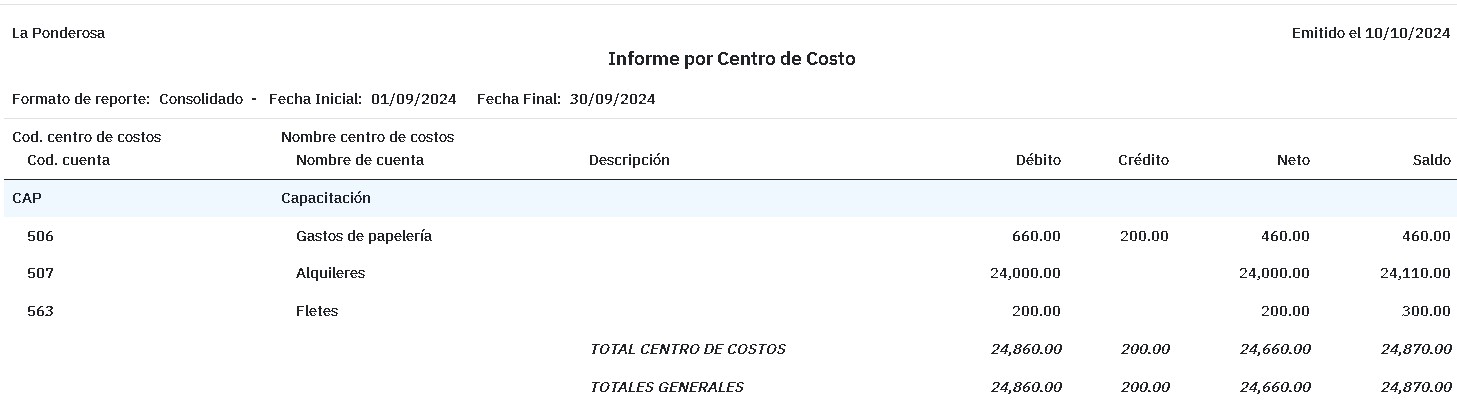 La Ponderosa Emitido el 10/10/2024
Informe por Centro de Costo
Formato de reporte: Consolidado - Fecha Inicial: 01/09/2024 Fecha Final: 30/09/2024
Cod. centro de costos Nombre centro de costos
Cod. cuenta Nombre de cuenta Descripción Débito Crédito Neto Saldo
CAP Capacitación
506 Gastos de papelería 660.00 200.00 460.00 460.00
507 Alquileres 24,000.00 24,000.00 24,110.00
563 Fletes 200.00 200.00 300.00
TOTAL CENTRO DE COSTOS 24,860.00 200.00 24,660.00 24,870.00
TOTALES GENERALES 24,860.00 200.00 24,660.00 24,870.00